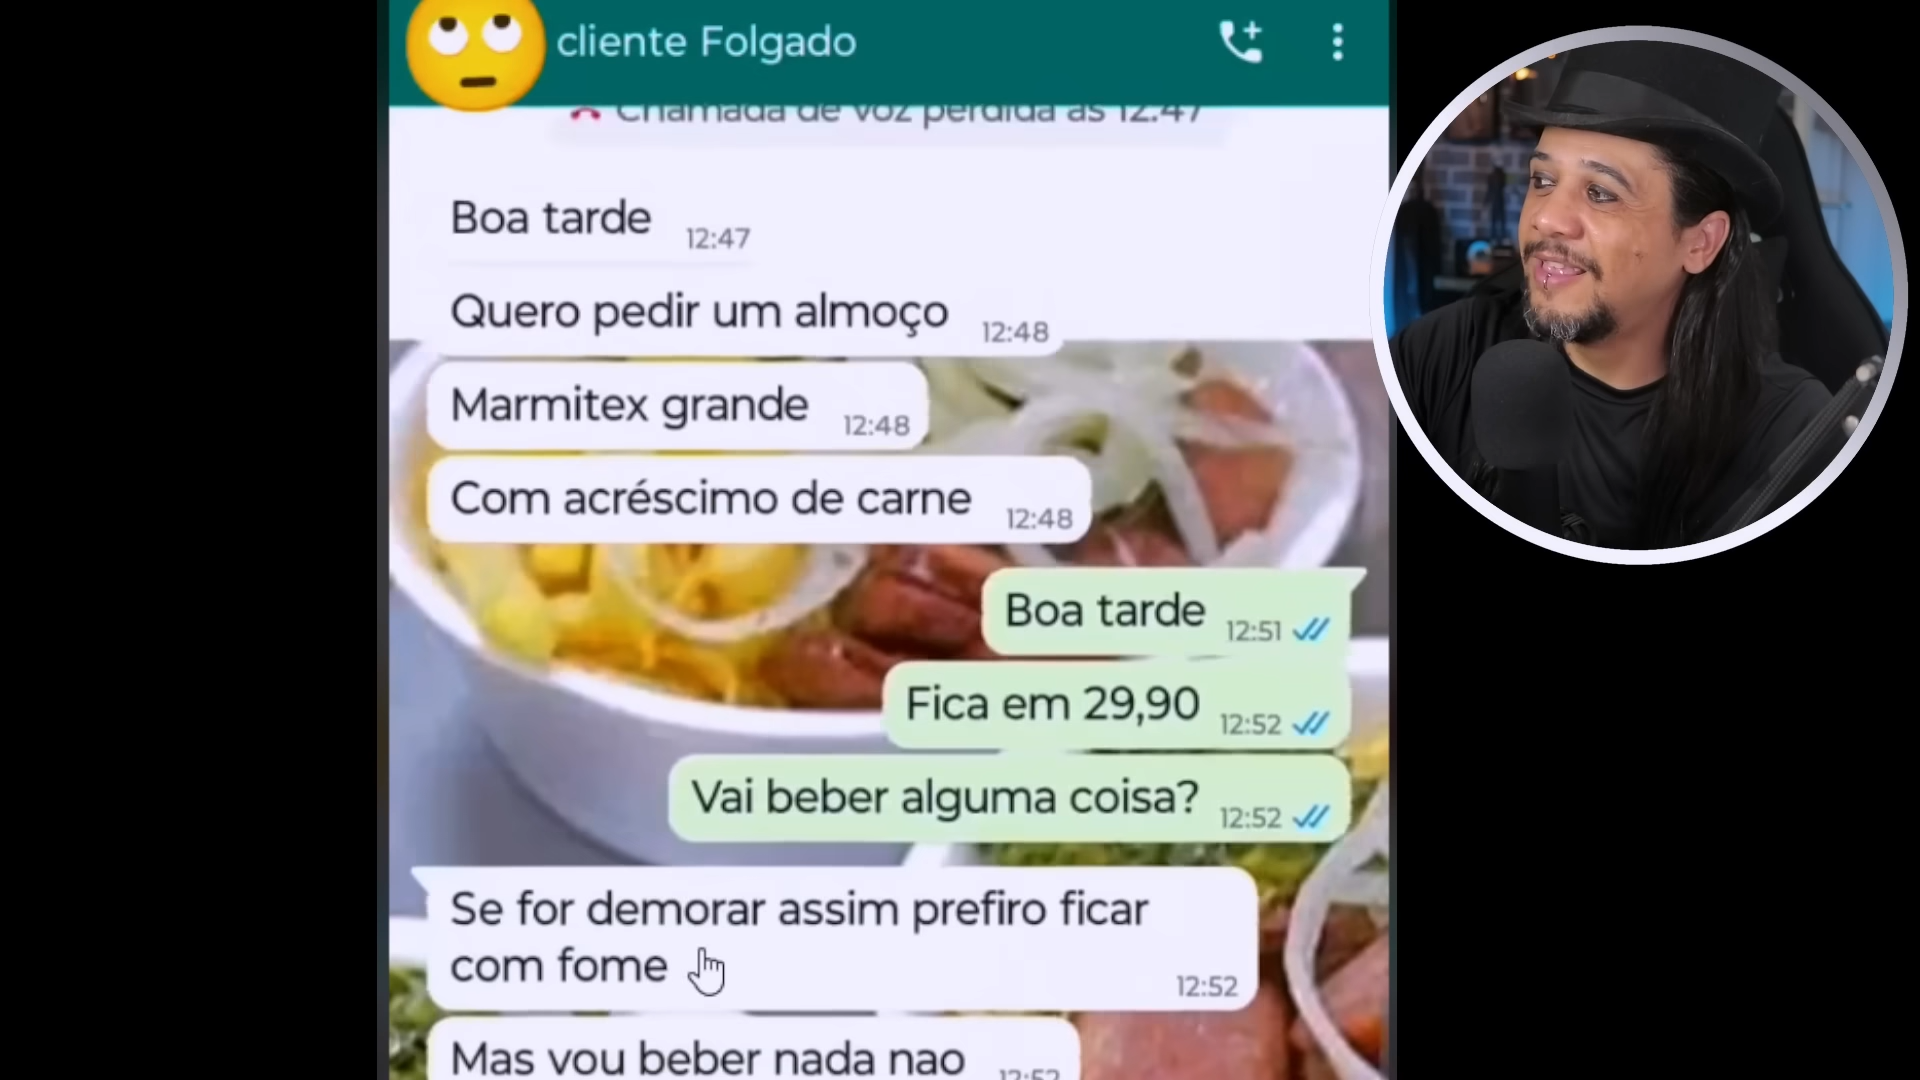 cliente Folgado
Chamada de voz perdida às 12:47
Boa tarde 12:47
Quero pedir um almoço 12:48
Marmitex grande 12:48
Com acréscimo de carne 12:48
Boa tarde 12:51
Fica em 29,90 12:52
Vai beber alguma coisa? 12:52
Se for demorar assim prefiro ficar
com fome 12:52
Mas vou beber nada nao 12:52